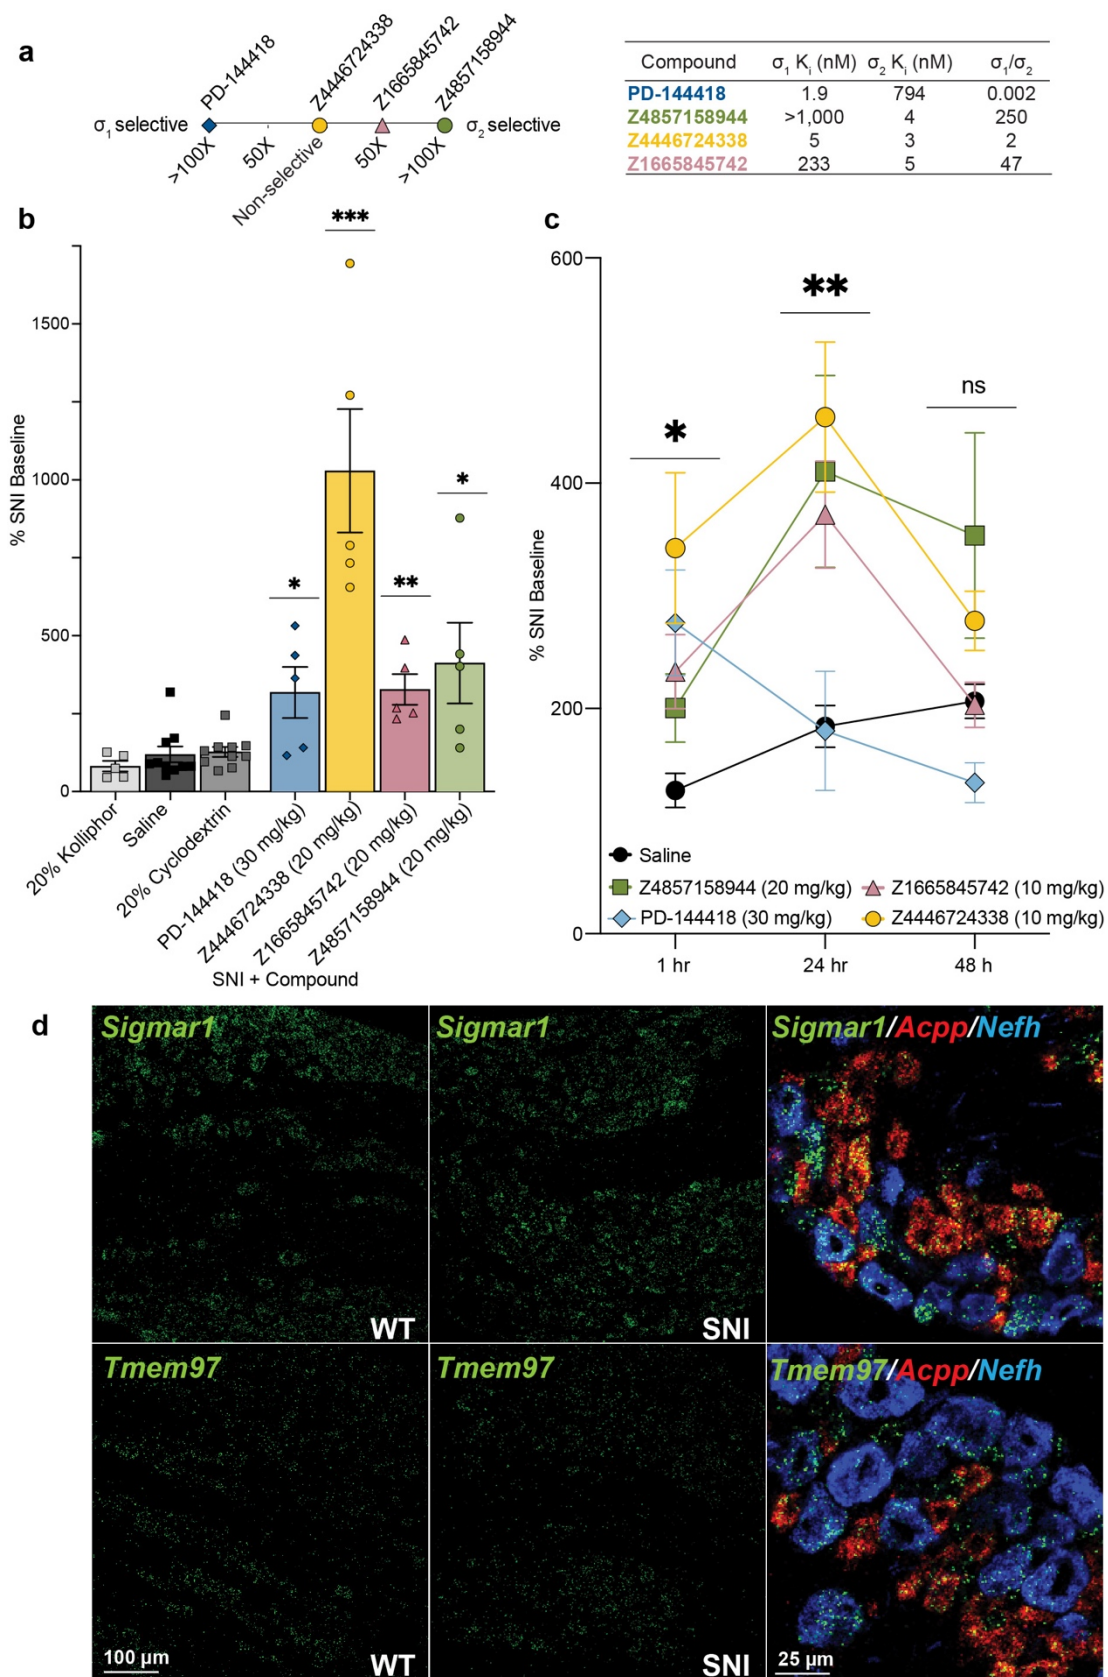 a
PD-144418
Z4446724338
Z1665845742
Z4857158944
σ1 selective
σ2 selective
>100X
50X
Non-selective
50X
>100X
Compound σ1 Ki (nM) σ2 Ki (nM) σ1/σ2
PD-144418 1.9 794 0.002
Z4857158944 >1,000 4 250
Z4446724338 5 3 2
Z1665845742 233 5 47
b
% SNI Baseline
1500
1000
500
0
*
***
**
*
20% Kolliphor
Saline
20% Cyclodextrin
PD-144418 (30 mg/kg)
Z4446724338 (20 mg/kg)
Z1665845742 (20 mg/kg)
Z4857158944 (20 mg/kg)
SNI + Compound
c
% SNI Baseline
600
400
200
0
*
**
ns
Saline
Z4857158944 (20 mg/kg)
Z1665845742 (10 mg/kg)
PD-144418 (30 mg/kg)
Z4446724338 (10 mg/kg)
1 hr
24 hr
48 h
d
Sigmar1
WT
Sigmar1
SNI
Sigmar1/Acpp/Nefh
Tmem97
100 µm
WT
Tmem97
SNI
Tmem97/Acpp/Nefh
25 µm